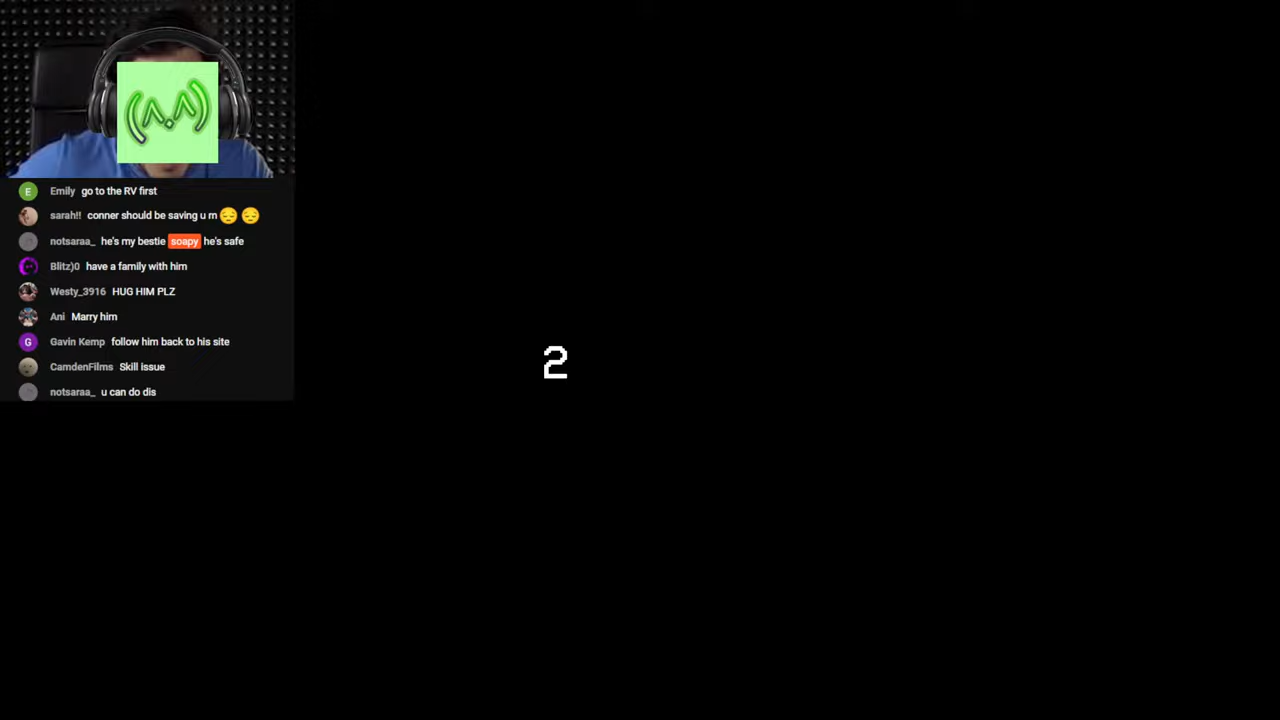 (^.^)
E Emily go to the RV first
sarah!! conner should be saving u m😔 😔
notsaraa_ he's my bestie soapy he's safe
Blitz)0 have a family with him
Westy_3916 HUG HIM PLZ
Ani Marry him
G Gavin Kemp follow him back to his site
CamdenFilms Skill issue
notsaraa_ u can do dis
2